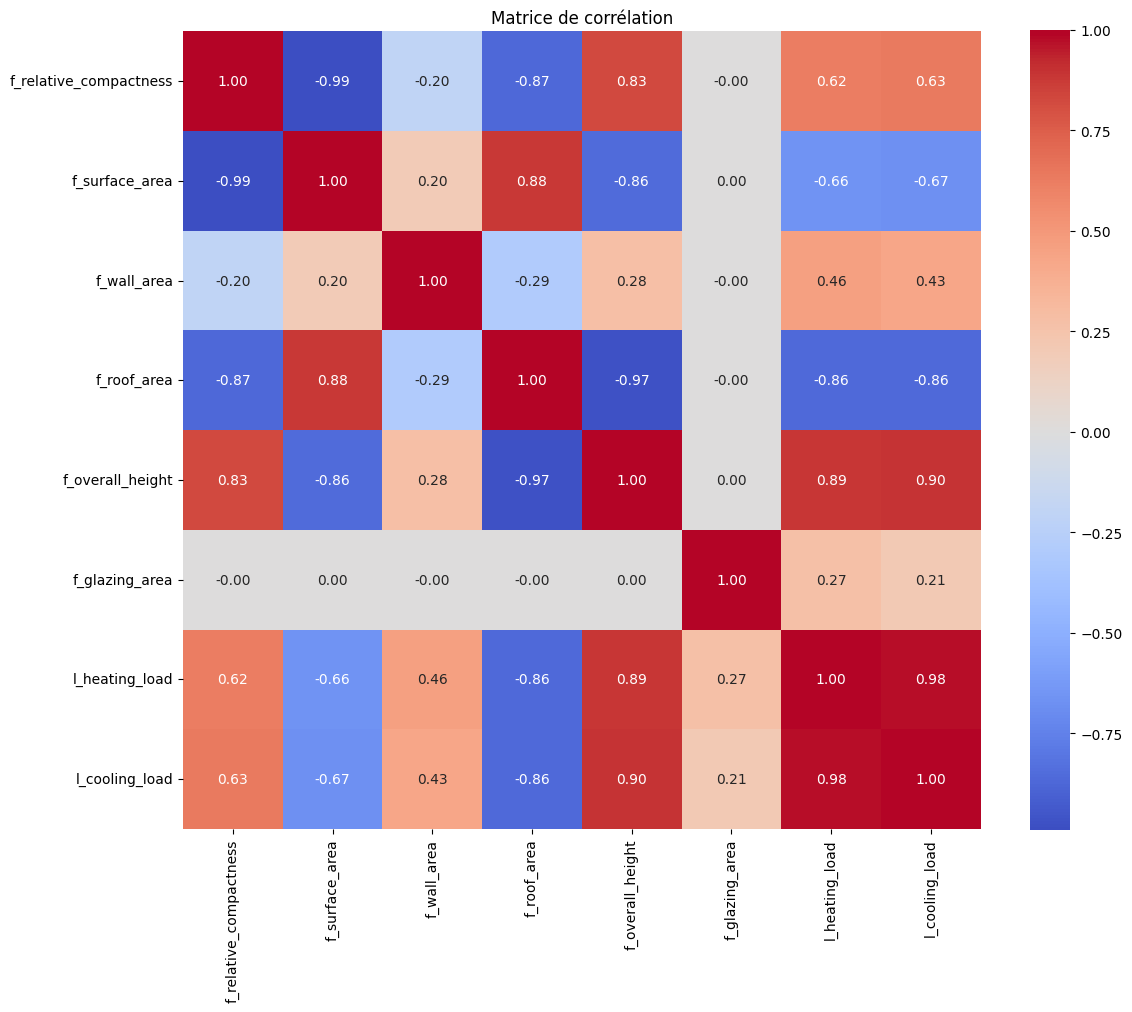 Matrice de corrélation
f_relative_compactness 1.00 -0.99 -0.20 -0.87 0.83 -0.00 0.62 0.63
f_surface_area -0.99 1.00 0.20 0.88 -0.86 0.00 -0.66 -0.67
f_wall_area -0.20 0.20 1.00 -0.29 0.28 -0.00 0.46 0.43
f_roof_area -0.87 0.88 -0.29 1.00 -0.97 -0.00 -0.86 -0.86
f_overall_height 0.83 -0.86 0.28 -0.97 1.00 0.00 0.89 0.90
f_glazing_area -0.00 0.00 -0.00 -0.00 0.00 1.00 0.27 0.21
l_heating_load 0.62 -0.66 0.46 -0.86 0.89 0.27 1.00 0.98
l_cooling_load 0.63 -0.67 0.43 -0.86 0.90 0.21 0.98 1.00
f_relative_compactness
f_surface_area
f_wall_area
f_roof_area
f_overall_height
f_glazing_area
l_heating_load
l_cooling_load
1.00
0.75
0.50
0.25
0.00
−0.25
−0.50
−0.75